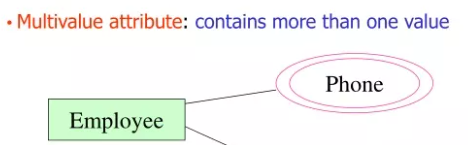 • Multivalue attribute: contains more than one value
Phone
Employee